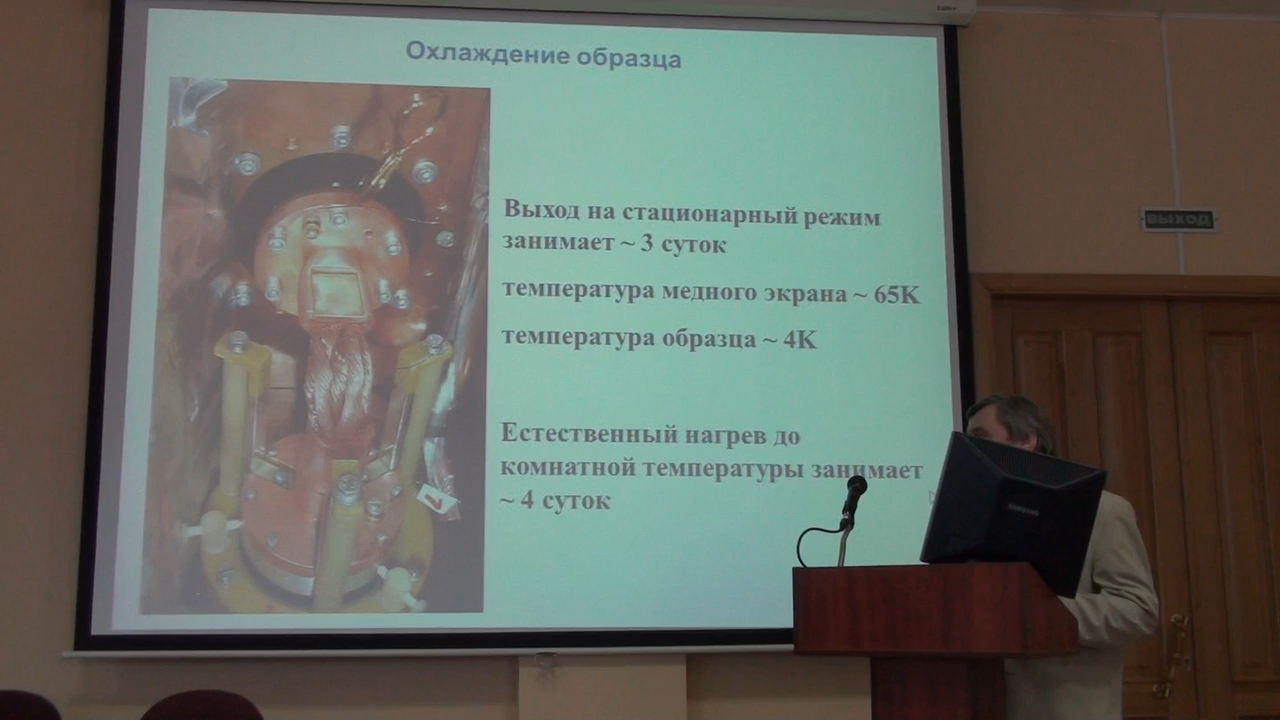 Охлаждение образца
Выход на стационарный режим
занимает ~ 3 суток
температура медного экрана ~ 65K
температура образца ~ 4K
Естественный нагрев до
комнатной температуры занимает
~ 4 суток
ВЫХОД
SAMSUNG